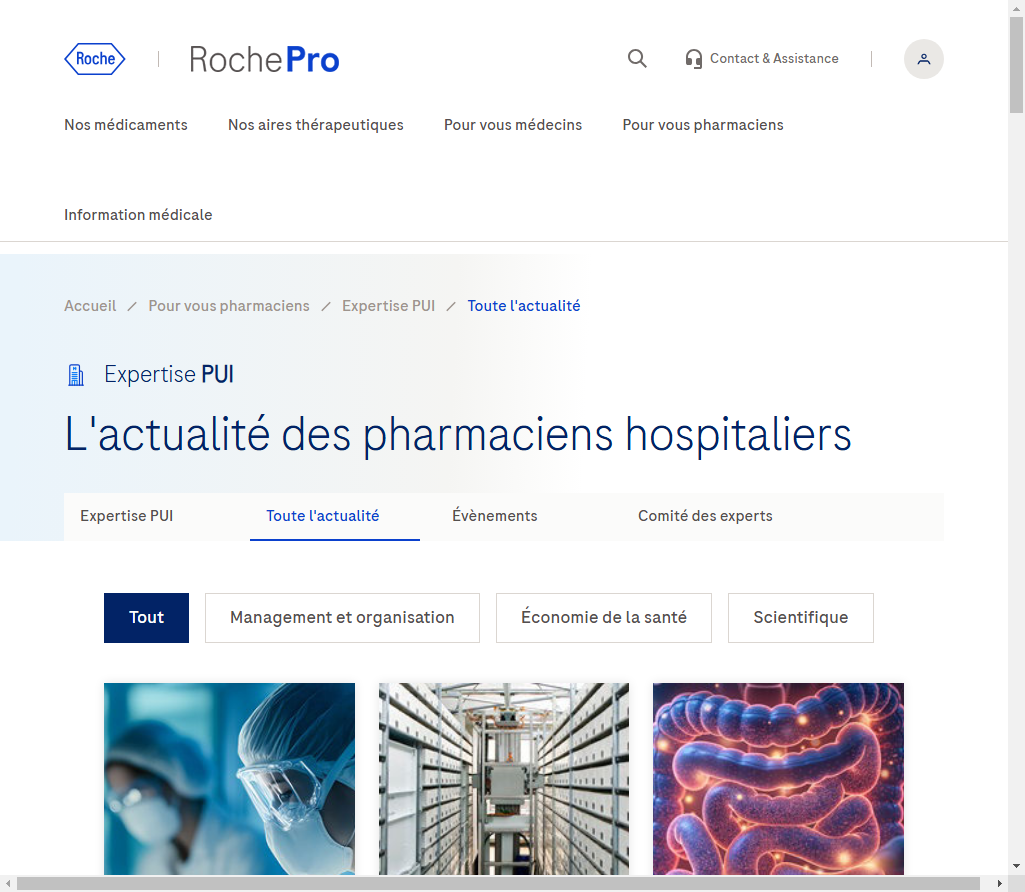 Roche
RochePro
Contact & Assistance
Nos médicaments
Nos aires thérapeutiques
Pour vous médecins
Pour vous pharmaciens
Information médicale
Accueil / Pour vous pharmaciens / Expertise PUI / Toute l'actualité
Expertise PUI
L'actualité des pharmaciens hospitaliers
Expertise PUI
Toute l'actualité
Évènements
Comité des experts
Tout
Management et organisation
Économie de la santé
Scientifique